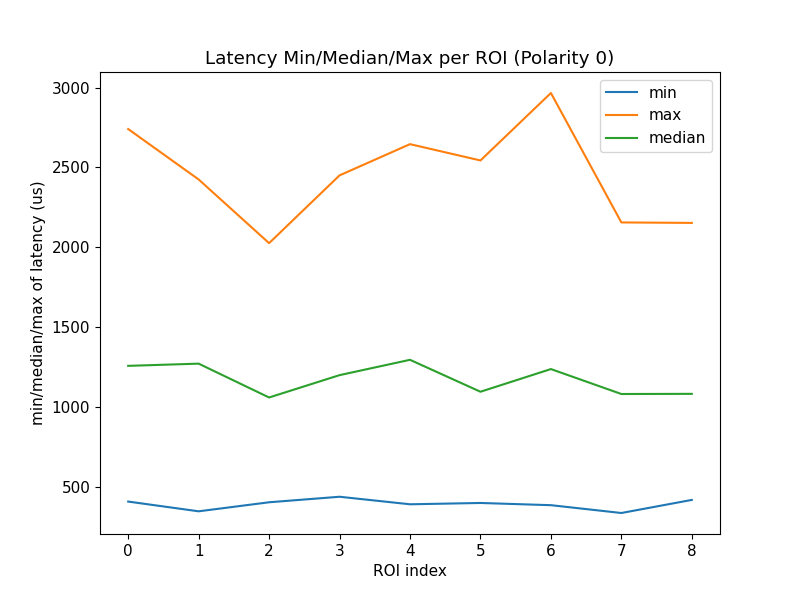 Latency Min/Median/Max per ROI (Polarity 0)
min
max
median
3000
2500
2000
1500
1000
500
min/median/max of latency (us)
0 1 2 3 4 5 6 7 8
ROI index